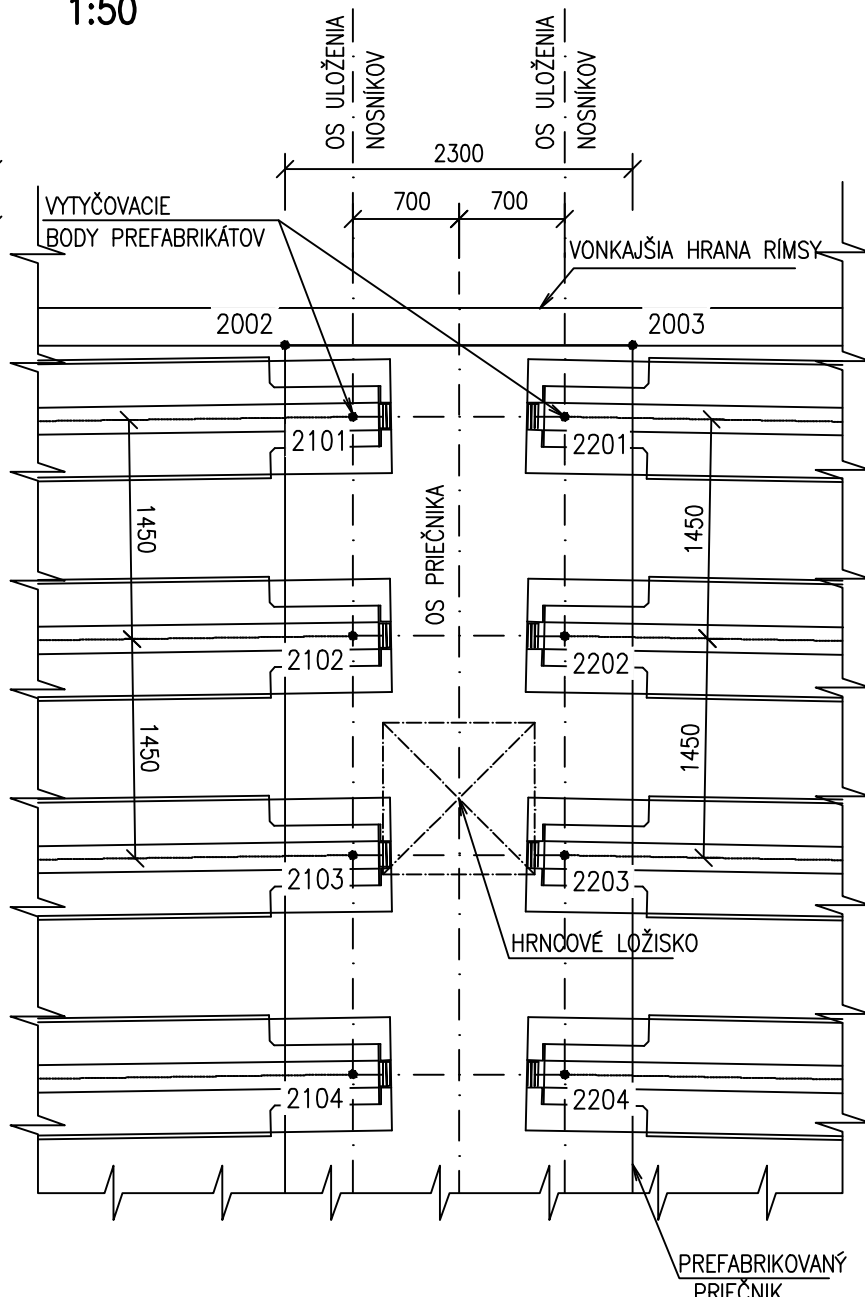 1:50
OS ULOŽENIA
NOSNÍKOV
OS ULOŽENIA
NOSNÍKOV
2300
700
700
VYTYČOVACIE
BODY PREFABRIKÁTOV
VONKAJŠIA HRANA RÍMSY
2002
2003
2101
2201
OS PRIEČNIKA
1450
1450
2102
2202
1450
1450
2103
2203
HRNCOVÉ LOŽISKO
2104
2204
PREFABRIKOVANÝ
PRIEČNIK